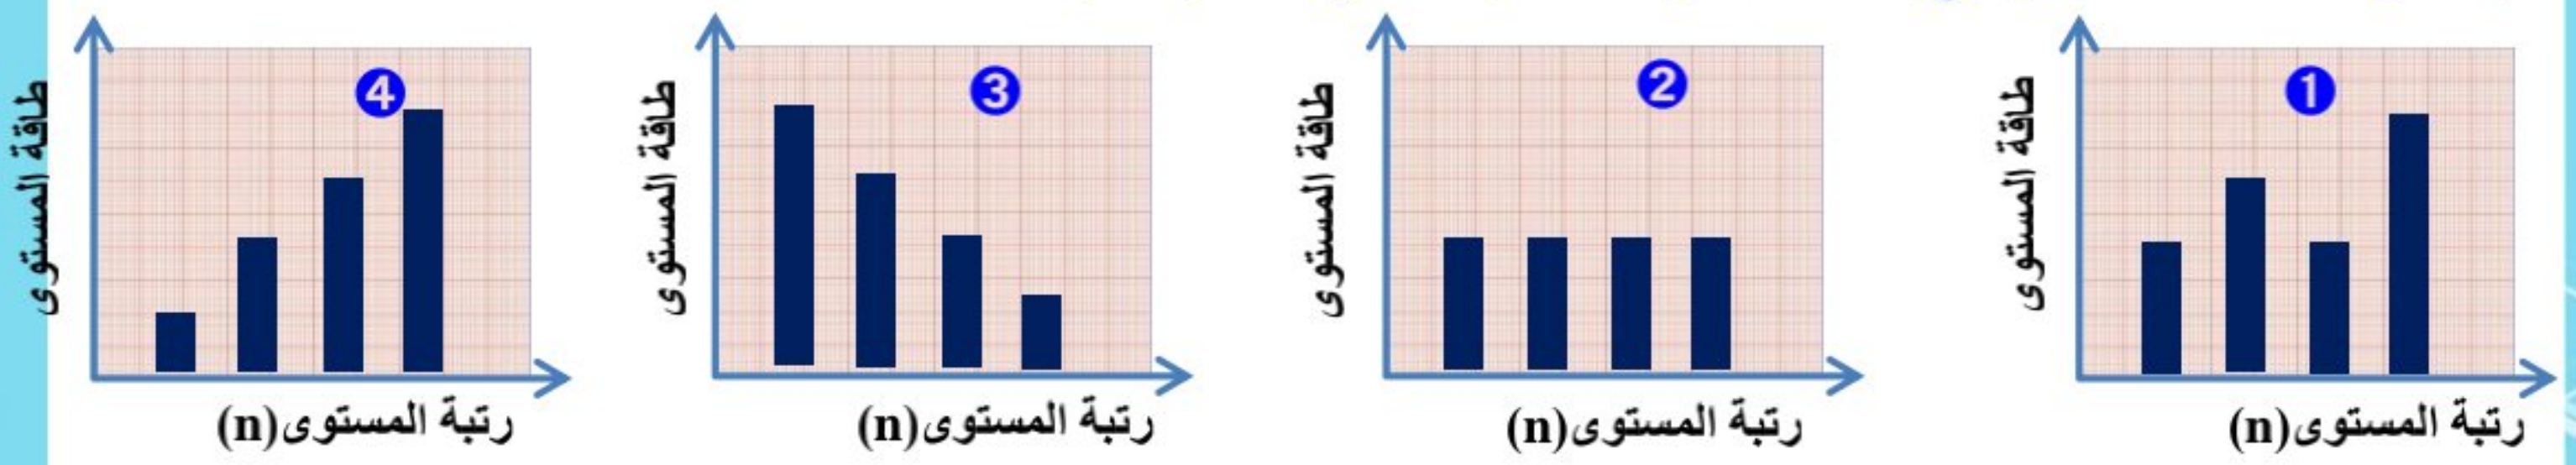 1
طاقة المستوى
رتبة المستوى(n)
2
طاقة المستوى
رتبة المستوى(n)
3
طاقة المستوى
رتبة المستوى(n)
4
طاقة المستوى
رتبة المستوى(n)